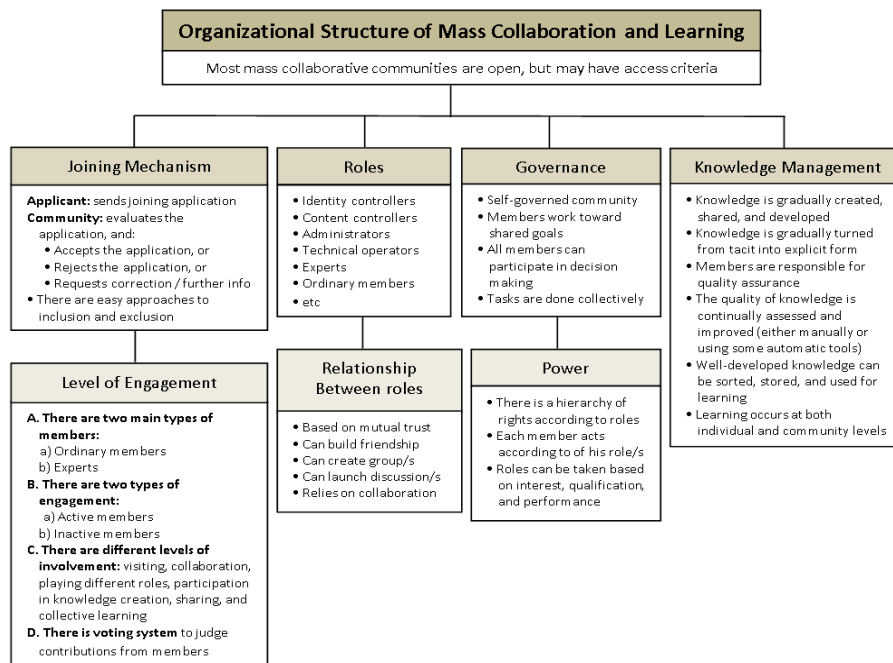 Organizational Structure of Mass Collaboration and Learning
Most mass collaborative communities are open, but may have access criteria
Joining Mechanism
Applicant: sends joining application
Community: evaluates the
application, and:
• Accepts the application, or
• Rejects the application, or
• Requests correction / further info
• There are easy approaches to
inclusion and exclusion
Level of Engagement
A. There are two main types of
members:
a) Ordinary members
b) Experts
B. There are two types of
engagement:
a) Active members
b) Inactive members
C. There are different levels of
involvement: visiting, collaboration,
playing different roles, participation
in knowledge creation, sharing, and
collective learning
D. There is voting system to judge
contributions from members
Roles
• Identity controllers
• Content controllers
• Administrators
• Technical operators
• Experts
• Ordinary members
• etc
Relationship
Between roles
• Based on mutual trust
• Can build friendship
• Can create group/s
• Can launch discussion/s
• Relies on collaboration
Governance
• Self-governed community
• Members work toward
shared goals
• All members can
participate in decision
making
• Tasks are done collectively
Power
• There is a hierarchy of
rights according to roles
• Each member acts
according to of his role/s
• Roles can be taken based
on interest, qualification,
and performance
Knowledge Management
• Knowledge is gradually created,
shared, and developed
• Knowledge is gradually turned
from tacit into explicit form
• Members are responsible for
quality assurance
• The quality of knowledge is
continually assessed and
improved (either manually or
using some automatic tools)
• Well-developed knowledge can
be sorted, stored, and used for
learning
• Learning occurs at both
individual and community levels